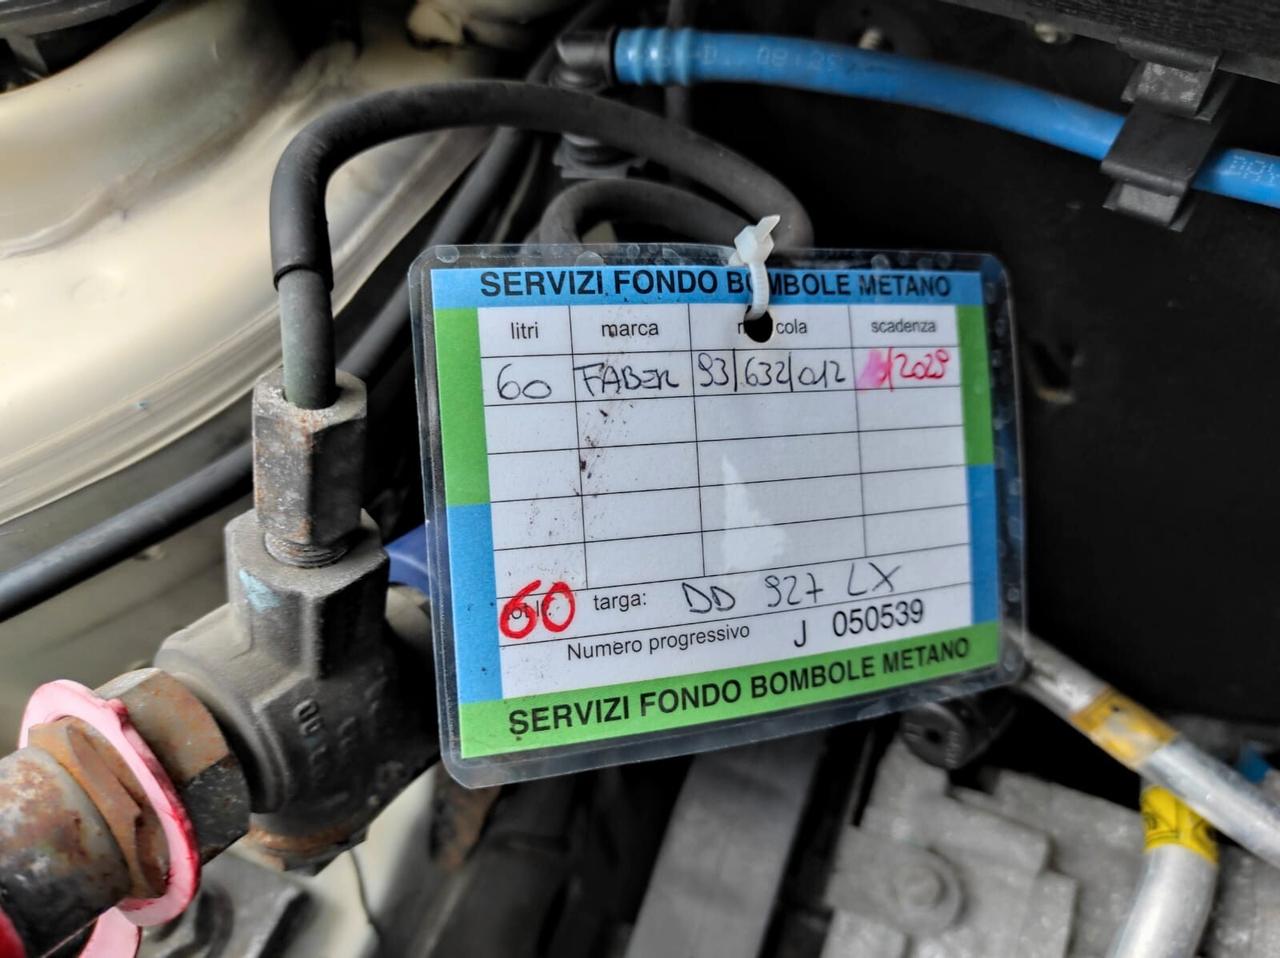 SERVIZI FONDO BOMBOLE METANO
litri marca scadenza
60 FABER 93/632/012 /2029
60
targa: DD 927 LX
Numero progressivo J 050539
SERVIZI FONDO BOMBOLE METANO